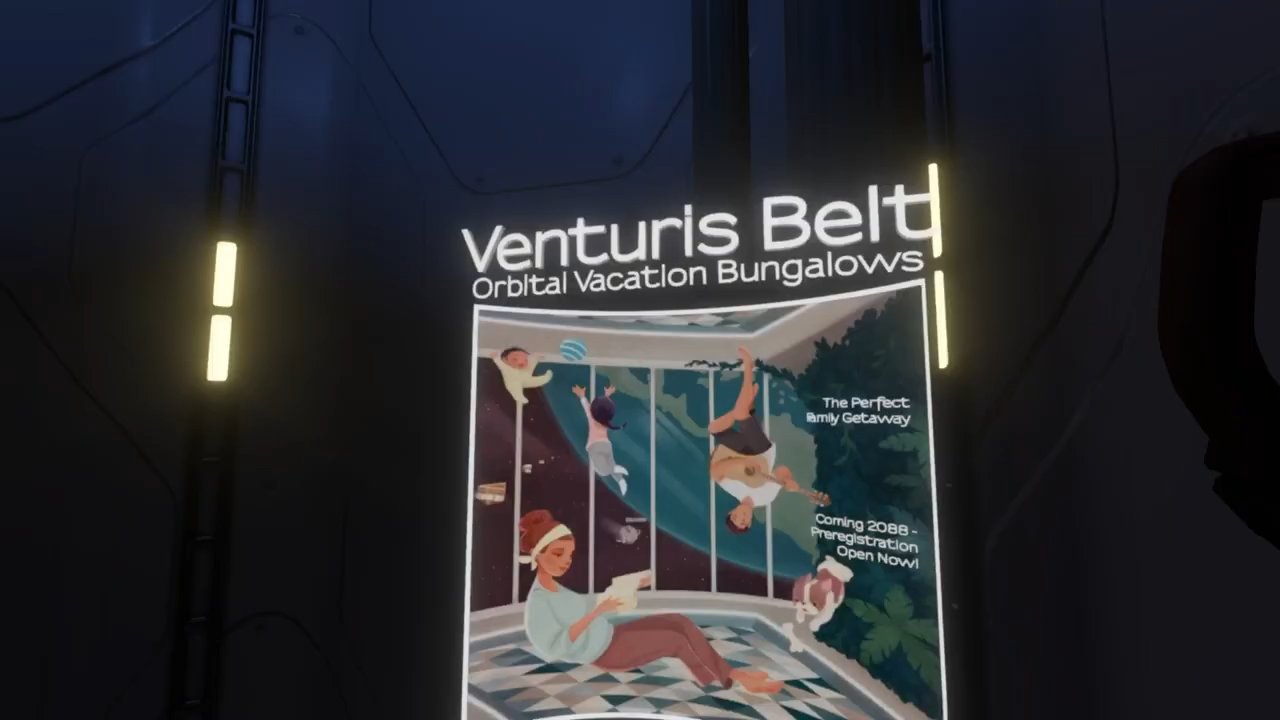 Venturis Belt
Orbital Vacation Bungalows
The Perfect
Family Getaway
Coming 2088 -
Preregistration
Open Now!